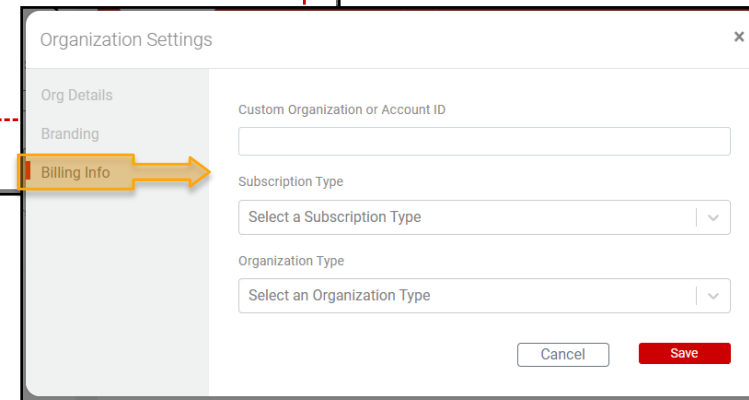 Organization Settings
×
Org Details
Branding
Billing Info
Custom Organization or Account ID
Subscription Type
Select a Subscription Type
Organization Type
Select an Organization Type
Cancel
Save